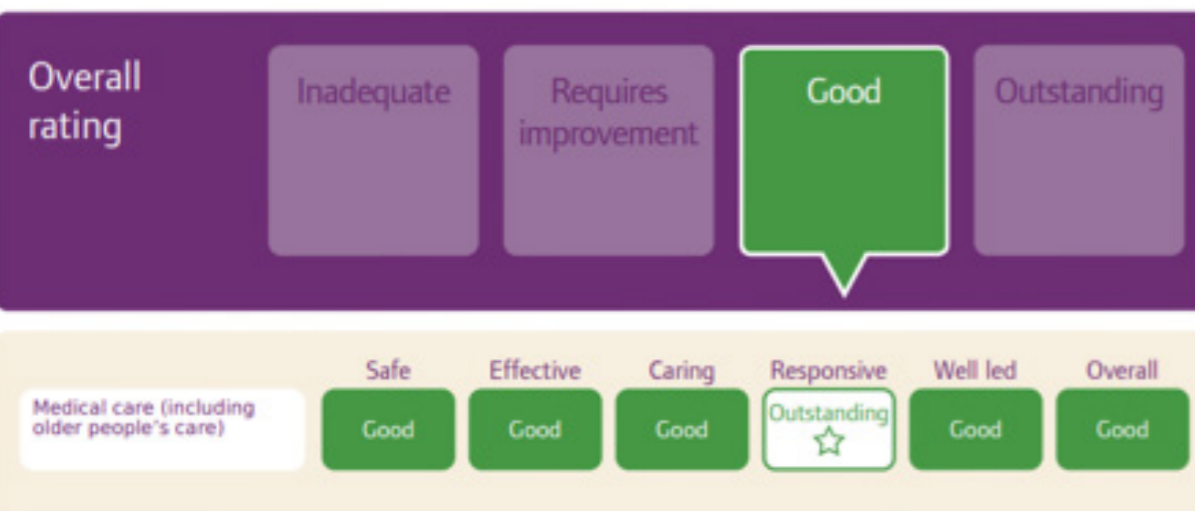 Overall
rating
Inadequate
Requires
improvement
Good
Outstanding
Safe Effective Caring Responsive Well led Overall
Medical care (including
older people's care)
Good Good Good Outstanding Good Good